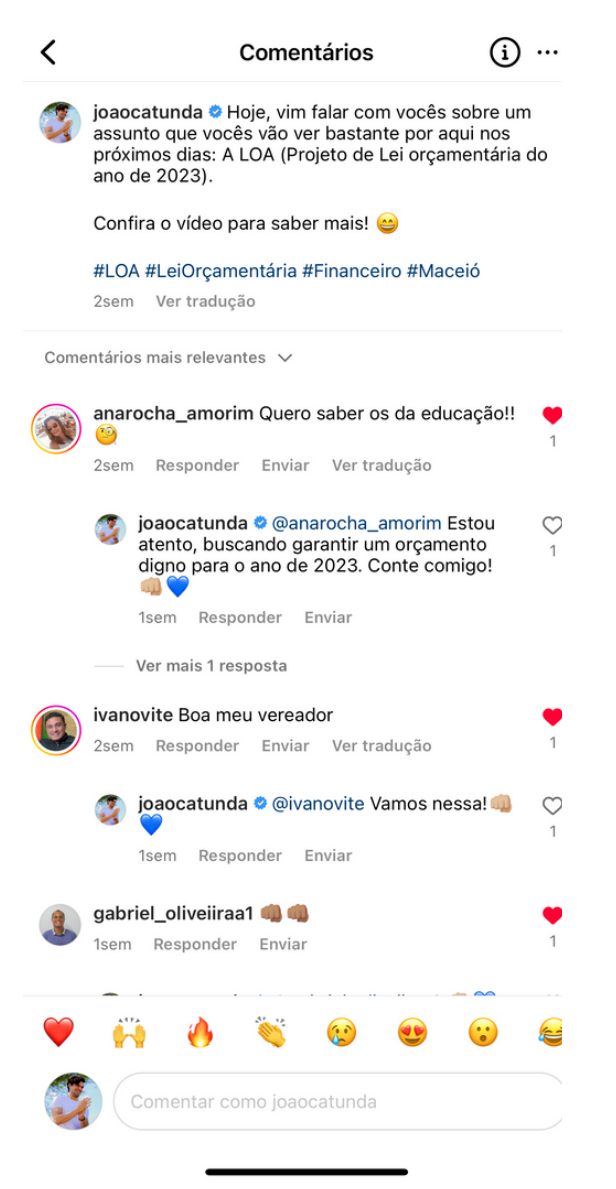 Comentários
joaocatunda Hoje, vim falar com vocês sobre um
assunto que vocês vão ver bastante por aqui nos
próximos dias: A LOA (Projeto de Lei orçamentária do
ano de 2023).
Confira o vídeo para saber mais! 😄
#LOA #LeiOrçamentária #Financeiro #Maceió
2sem Ver tradução
Comentários mais relevantes
anarocha_amorim Quero saber os da educação!!
🧐
1
2sem Responder Enviar Ver tradução
joaocatunda @anarocha_amorim Estou
atento, buscando garantir um orçamento
digno para o ano de 2023. Conte comigo!
👊🏼💙
1
1sem Responder Enviar
Ver mais 1 resposta
ivanovite Boa meu vereador
1
2sem Responder Enviar Ver tradução
joaocatunda @ivanovite Vamos nessa!👊🏼
💙
1
1sem Responder Enviar
gabriel_oliveiiraa1 👊🏽👊🏽
1
1sem Responder Enviar
Comentar como joaocatunda